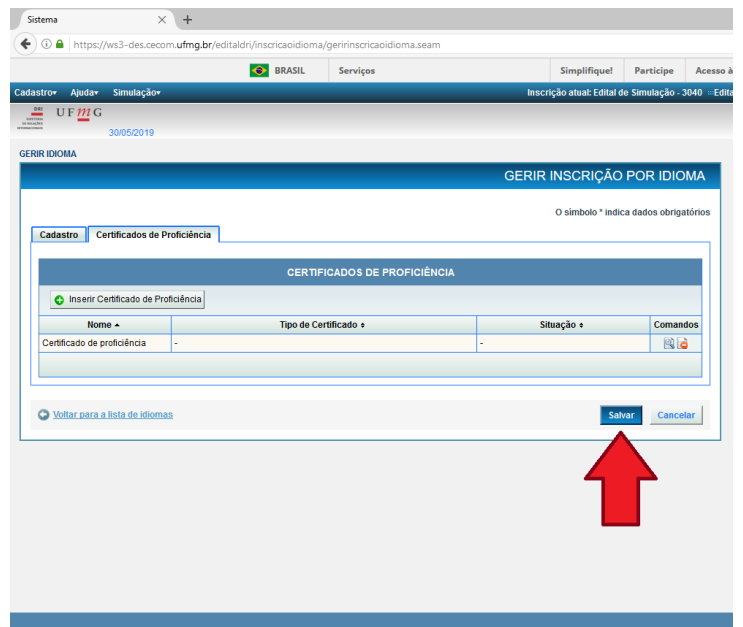 Sistema
https://ws3-des.cecom.ufmg.br/editaldri/inscricaoidioma/geririnscricaoidioma.seam
BRASIL Serviços Simplifique! Participe Acesso à
Cadastro Ajuda Simulação Inscrição atual: Edital de Simulação - 3040 Edita
DRI
UFmG
30/05/2019
GERIR IDIOMA
GERIR INSCRIÇÃO POR IDIOMA
O símbolo * indica dados obrigatórios
Cadastro Certificados de Proficiência
CERTIFICADOS DE PROFICIÊNCIA
Inserir Certificado de Proficiência
Nome Tipo de Certificado Situação Comandos
Certificado de proficiência - -
Voltar para a lista de idiomas Salvar Cancelar